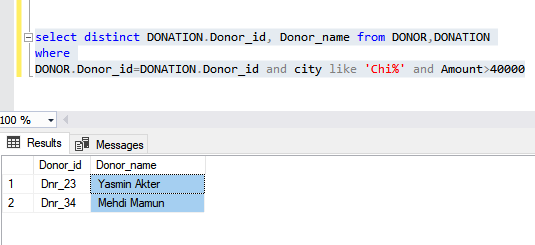 select distinct DONATION.Donor_id, Donor_name from DONOR,DONATION
where
DONOR.Donor_id=DONATION.Donor_id and city like 'Chi%' and Amount>40000
100 %
Results Messages
Donor_id Donor_name
1 Dnr_23 Yasmin Akter
2 Dnr_34 Mehdi Mamun